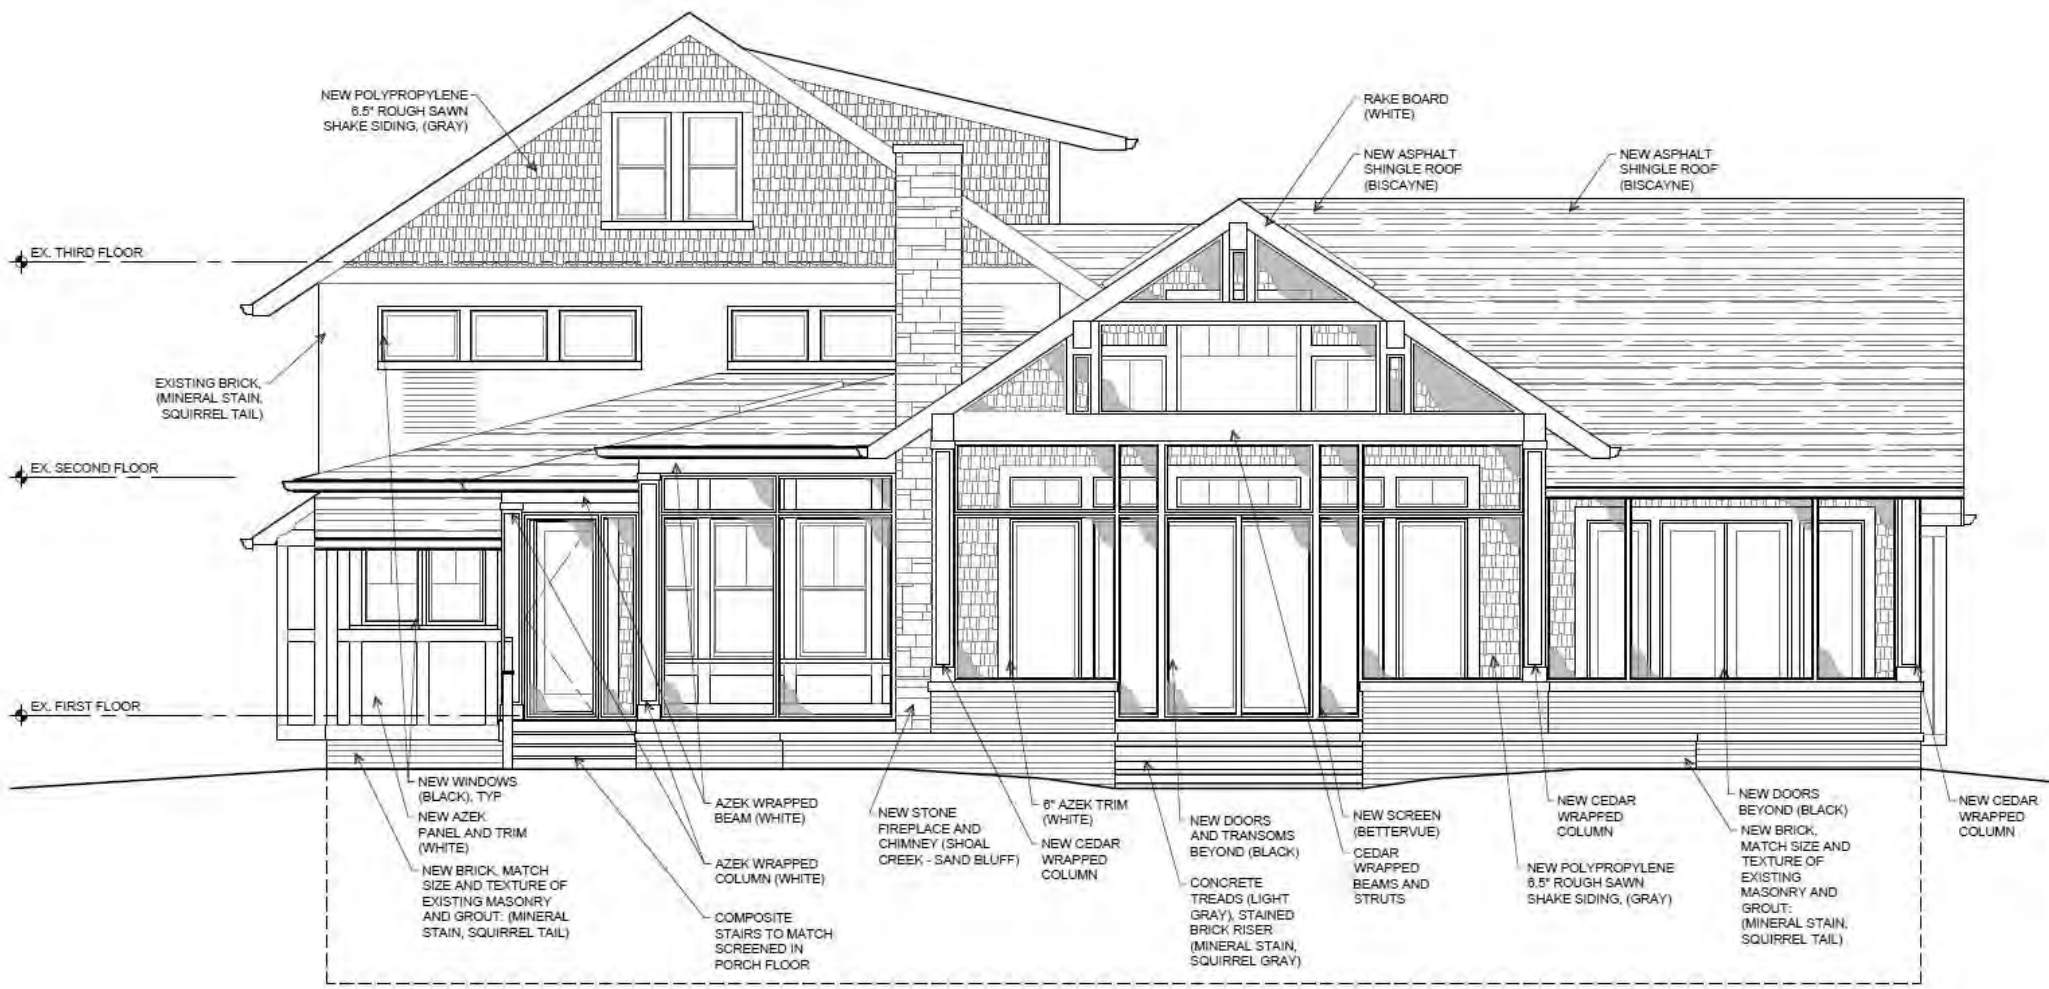 NEW POLYPROPYLENE
6.5" ROUGH SAWN
SHAKE SIDING, (GRAY)
RAKE BOARD
(WHITE)
NEW ASPHALT
SHINGLE ROOF
(BISCAYNE)
NEW ASPHALT
SHINGLE ROOF
(BISCAYNE)
EX. THIRD FLOOR
EXISTING BRICK,
(MINERAL STAIN,
SQUIRREL TAIL)
EX. SECOND FLOOR
EX. FIRST FLOOR
NEW WINDOWS
(BLACK), TYP
NEW AZEK
PANEL AND TRIM
(WHITE)
NEW BRICK, MATCH
SIZE AND TEXTURE OF
EXISTING MASONRY
AND GROUT: (MINERAL
STAIN, SQUIRREL TAIL)
AZEK WRAPPED
BEAM (WHITE)
AZEK WRAPPED
COLUMN (WHITE)
COMPOSITE
STAIRS TO MATCH
SCREENED IN
PORCH FLOOR
NEW STONE
FIREPLACE AND
CHIMNEY (SHOAL
CREEK - SAND BLUFF)
6" AZEK TRIM
(WHITE)
NEW CEDAR
WRAPPED
COLUMN
NEW DOORS
AND TRANSOMS
BEYOND (BLACK)
CONCRETE
TREADS (LIGHT
GRAY), STAINED
BRICK RISER
(MINERAL STAIN,
SQUIRREL GRAY)
NEW SCREEN
(BETTERVUE)
CEDAR
WRAPPED
BEAMS AND
STRUTS
NEW CEDAR
WRAPPED
COLUMN
NEW POLYPROPYLENE
6.5" ROUGH SAWN
SHAKE SIDING, (GRAY)
NEW DOORS
BEYOND (BLACK)
NEW BRICK,
MATCH SIZE AND
TEXTURE OF
EXISTING
MASONRY AND
GROUT:
(MINERAL STAIN,
SQUIRREL TAIL)
NEW CEDAR
WRAPPED
COLUMN